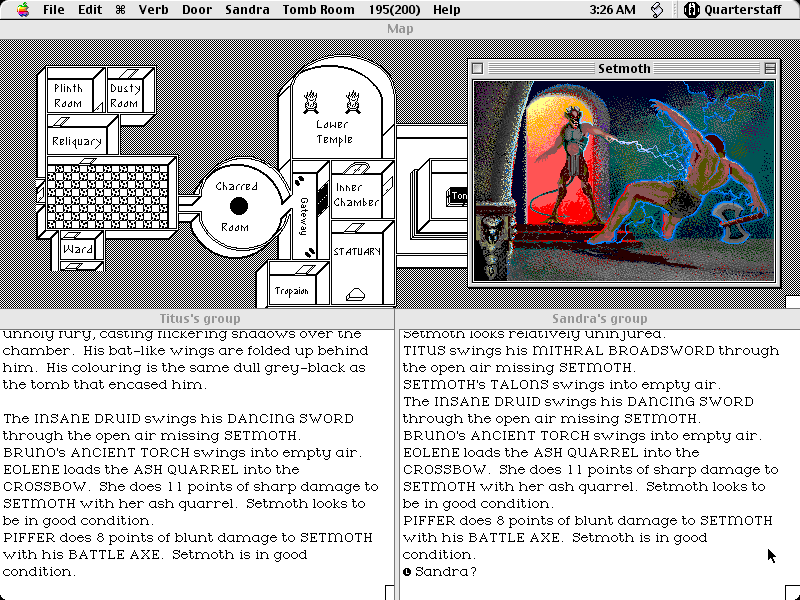 File Edit ⌘ Verb Door Sandra Tomb Room 195(200) Help 3:26 AM Quarterstaff
Map
Setmoth
Plinth
Room
Dusty
Room
Reliquary
Lower
Temple
Charred
Room
Gateway
Inner
Chamber
STATUARY
Ward
Tropaion
Titus's group
unholy fury, casting flickering shadows over the
chamber. His bat-like wings are folded up behind
him. His colouring is the same dull grey-black as
the tomb that encased him.
The INSANE DRUID swings his DANCING SWORD
through the open air missing SETMOTH.
BRUNO'S ANCIENT TORCH swings into empty air.
EOLENE loads the ASH QUARREL into the
CROSSBOW. She does 11 points of sharp damage to
SETMOTH with her ash quarrel. Setmoth looks to
be in good condition.
PIFFER does 8 points of blunt damage to SETMOTH
with his BATTLE AXE. Setmoth is in good
condition.
Sandra's group
Setmoth looks relatively uninjured.
TITUS swings his MITHRAL BROADSWORD through
the open air missing SETMOTH.
SETMOTH'S TALONS swings into empty air.
The INSANE DRUID swings his DANCING SWORD
through the open air missing SETMOTH.
BRUNO'S ANCIENT TORCH swings into empty air.
EOLENE loads the ASH QUARREL into the
CROSSBOW. She does 11 points of sharp damage to
SETMOTH with her ash quarrel. Setmoth looks to
be in good condition.
PIFFER does 8 points of blunt damage to SETMOTH
with his BATTLE AXE. Setmoth is in good
condition.
Sandra?